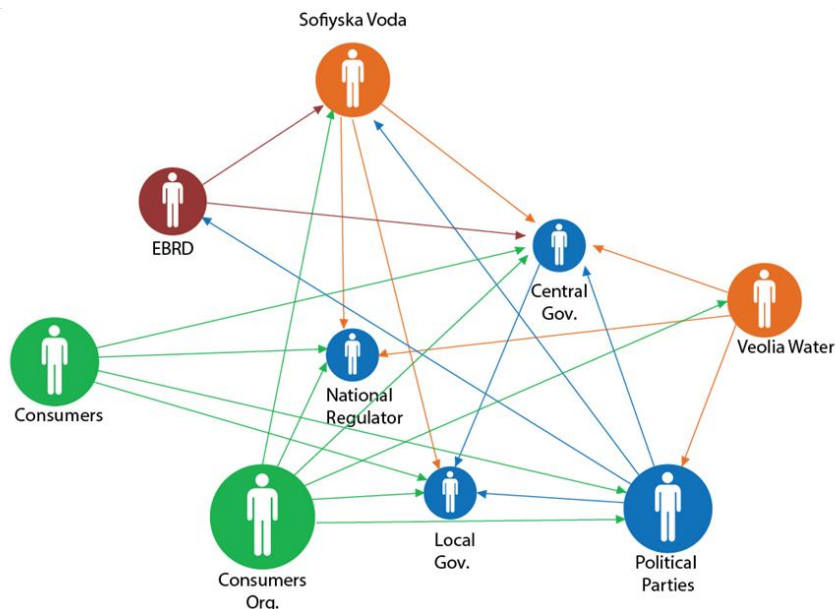 Sofiyska Voda
EBRD
Central
Gov.
Veolia Water
National
Regulator
Consumers
Local
Gov.
Political
Parties
Consumers
Org.